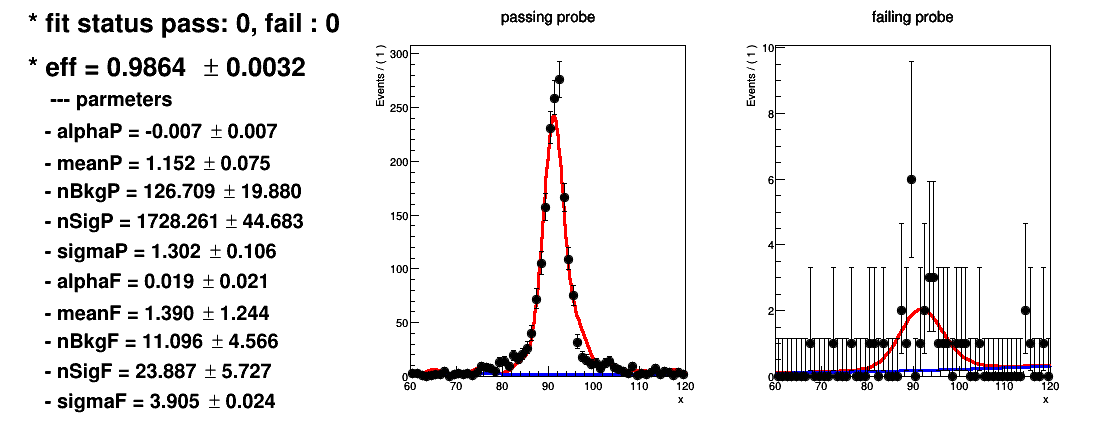 * fit status pass: 0, fail : 0
* eff = 0.9864 ± 0.0032
--- parmeters
- alphaP = -0.007 ± 0.007
- meanP = 1.152 ± 0.075
- nBkgP = 126.709 ± 19.880
- nSigP = 1728.261 ± 44.683
- sigmaP = 1.302 ± 0.106
- alphaF = 0.019 ± 0.021
- meanF = 1.390 ± 1.244
- nBkgF = 11.096 ± 4.566
- nSigF = 23.887 ± 5.727
- sigmaF = 3.905 ± 0.024
passing probe
Events / ( 1 )
300
250
200
150
100
50
0
60 70 80 90 100 110 120
x
failing probe
Events / ( 1 )
10
8
6
4
2
0
60 70 80 90 100 110 120
x